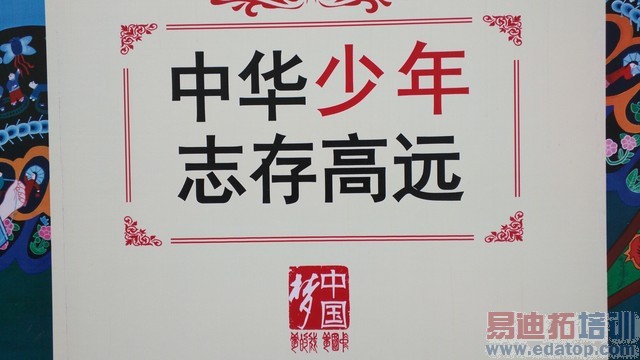 中华少年
志存高远
中国梦
易迪拓培训
www.edatop.com